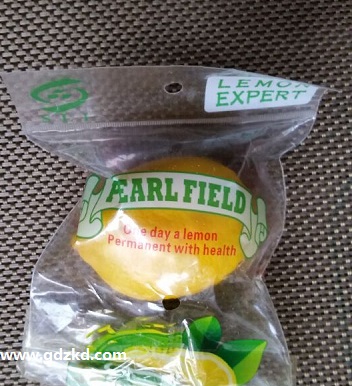 LEMON
EXPERT
PEARL FIELD
One day a lemon
Permanent with health
www.gdzkd.com